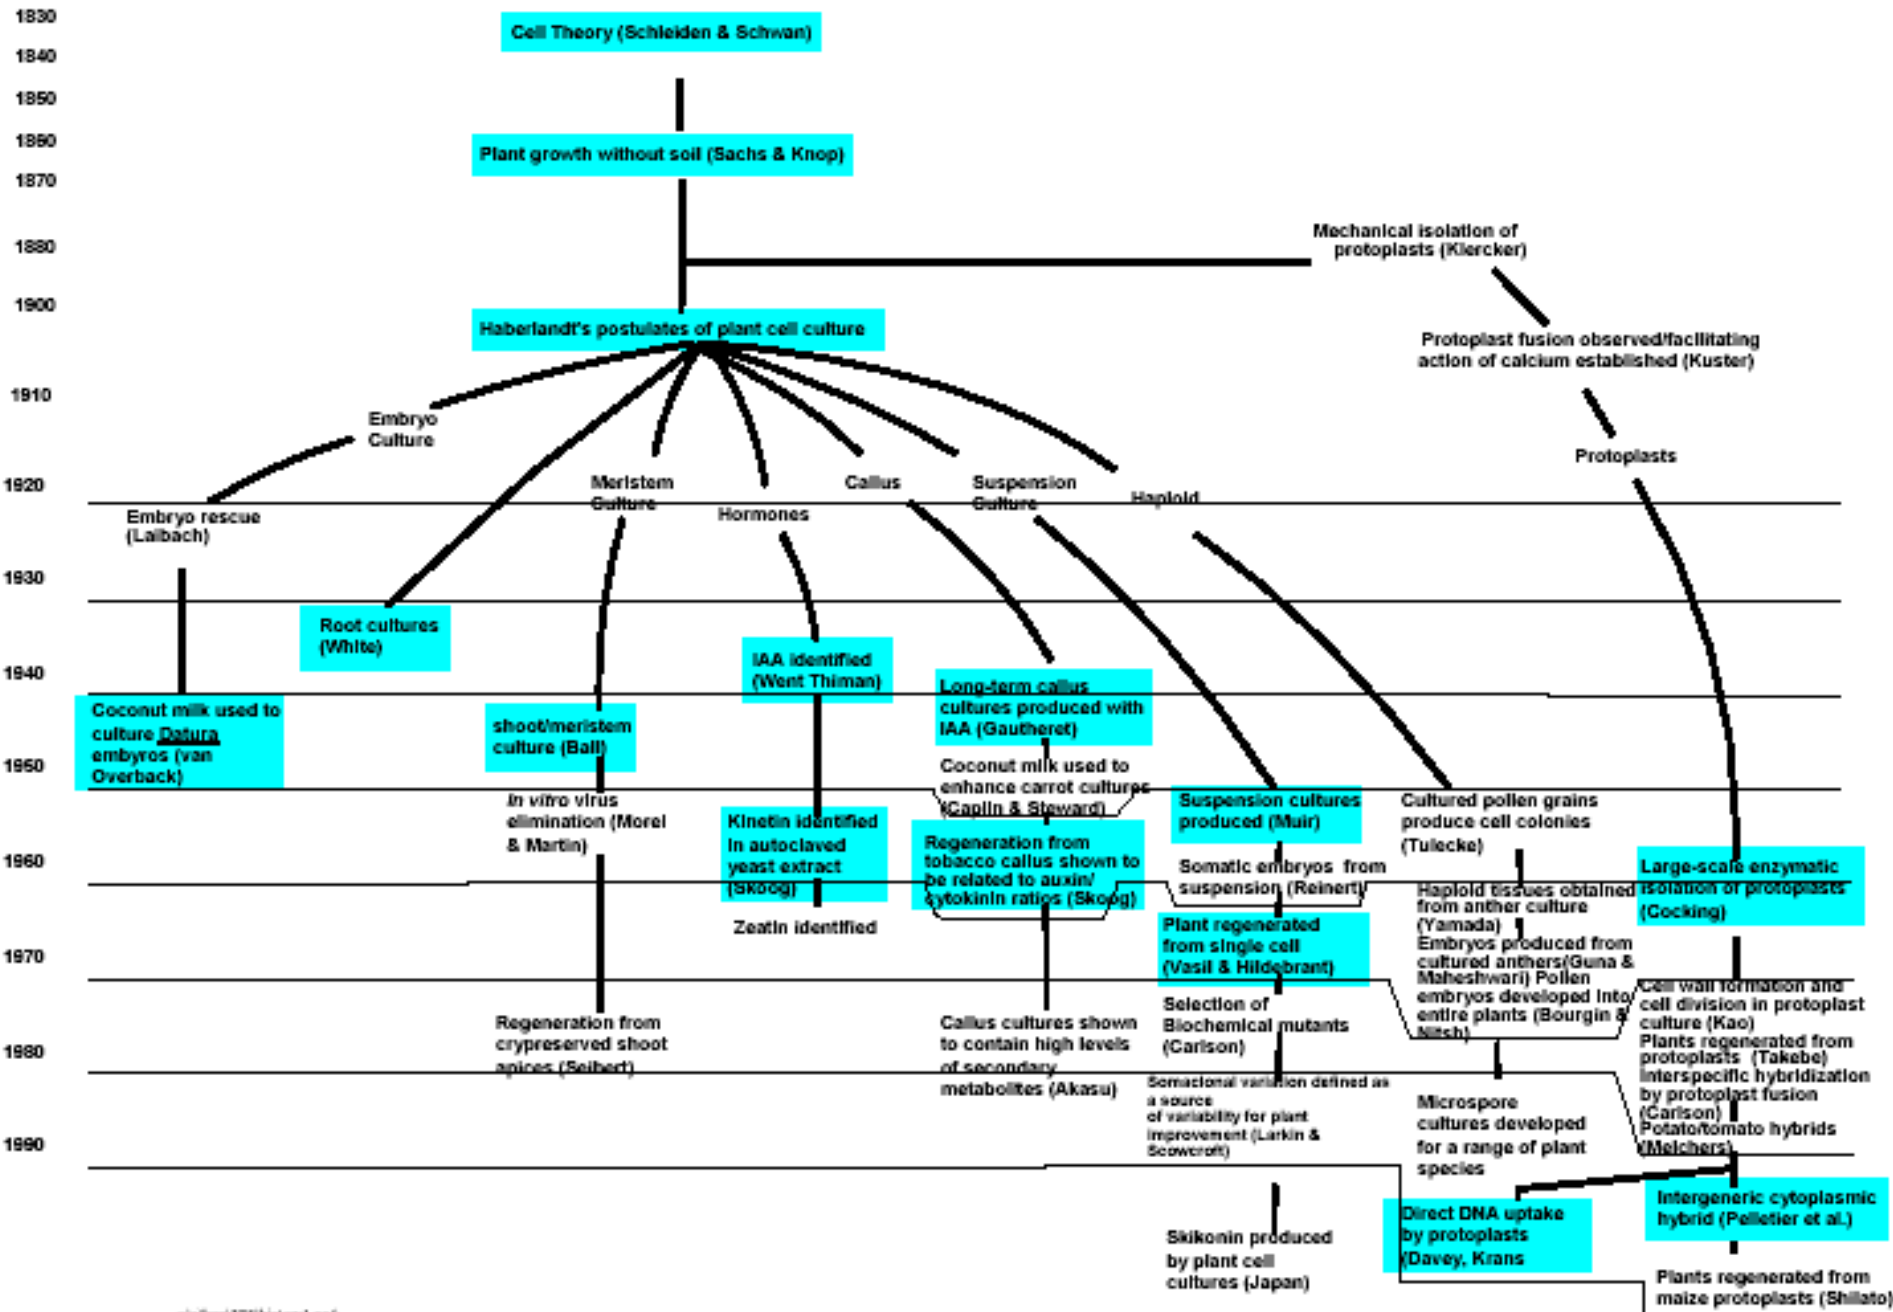 1830
1840
1850
1860
1870
1880
1900
1910
1920
1930
1940
1950
1960
1970
1980
1990
Cell Theory (Schleiden & Schwan)
Plant growth without soil (Sachs & Knop)
Mechanical isolation of
protoplasts (Klercker)
Haberlandt's postulates of plant cell culture
Protoplast fusion observed/facilitating
action of calcium established (Kuster)
Embryo
Culture
Protoplasts
Meristem
Culture
Hormones
Callus
Suspension
Culture
Haploid
Embryo rescue
(Laibach)
Root cultures
(White)
IAA identified
(Went Thiman)
Long-term callus
cultures produced with
IAA (Gautheret)
Coconut milk used to
culture Datura
embyros (van
Overback)
shoot/meristem
culture (Ball)
Coconut milk used to
enhance carrot cultures
(Caplin & Steward)
In vitro virus
elimination (Morel
& Martin)
Kinetin identified
in autoclaved
yeast extract
(Skoog)
Zeatin identified
Regeneration from
tobacco callus shown to
be related to auxin/
cytokinin ratios (Skoog)
Suspension cultures
produced (Muir)
Somatic embryos from
suspension (Reinert)
Plant regenerated
from single cell
(Vasil & Hildebrant)
Cultured pollen grains
produce cell colonies
(Tulecke)
Haploid tissues obtained
from anther culture
(Yamada)
Embryos produced from
cultured anthers(Guna &
Maheshwari) Pollen
embryos developed into
entire plants (Bourgin &
Nitsh)
Large-scale enzymatic
isolation of protoplasts
(Cocking)
Cell wall formation and
cell division in protoplast
culture (Kao)
Plants regenerated from
protoplasts (Takebe)
Interspecific hybridization
by protoplast fusion
(Carlson)
Potato/tomato hybrids
(Melchers)
Regeneration from
crypreserved shoot
apices (Seibert)
Callus cultures shown
to contain high levels
of secondary
metabolites (Akasu)
Selection of
Biochemical mutants
(Carlson)
Somaclonal variation defined as
a source
of variability for plant
improvement (Larkin &
Scowcroft)
Microspore
cultures developed
for a range of plant
species
Skikonin produced
by plant cell
cultures (Japan)
Direct DNA uptake
by protoplasts
(Davey, Krans
Intergeneric cytoplasmic
hybrid (Pelletier et al.)
Plants regenerated from
maize protoplasts (Shilato)